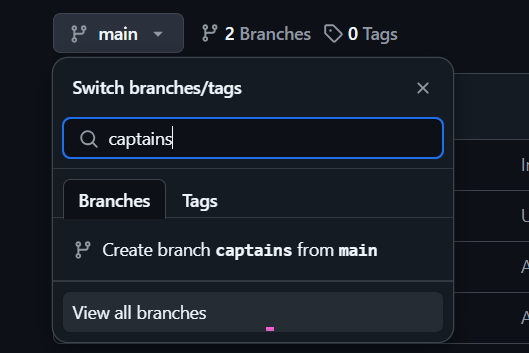 main 2 Branches 0 Tags
Switch branches/tags
captains
Branches Tags
Create branch captains from main
View all branches